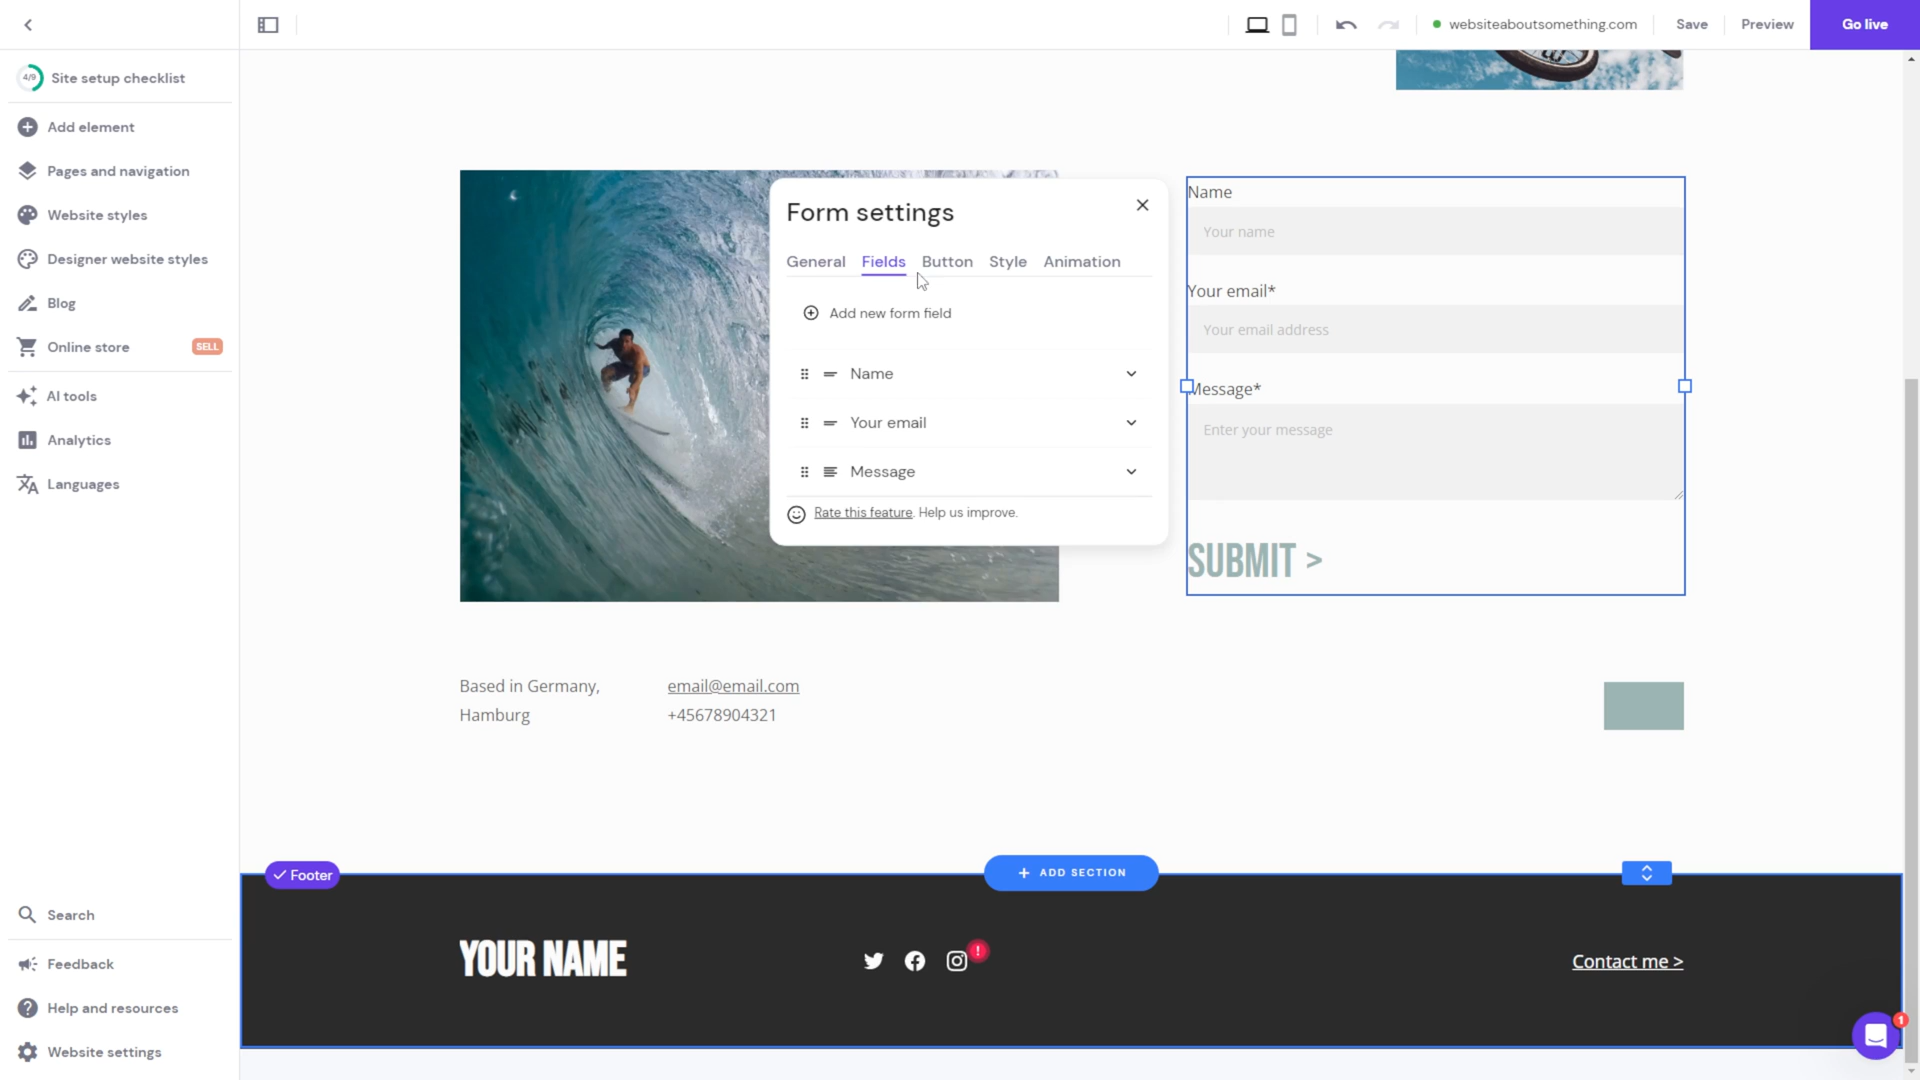 websiteaboutsomething.com
Save
Preview
Go live
4/9
Site setup checklist
Add element
Pages and navigation
Website styles
Designer website styles
Blog
Online store
SELL
AI tools
Analytics
Languages
Search
Feedback
Help and resources
Website settings
Form settings
General
Fields
Button
Style
Animation
Add new form field
Name
Your email
Message
Rate this feature. Help us improve.
Name
Your name
Your email*
Your email address
Message*
Enter your message
SUBMIT >
Based in Germany,
Hamburg
email@email.com
+45678904321
Footer
+ ADD SECTION
YOUR NAME
!
Contact me >
1